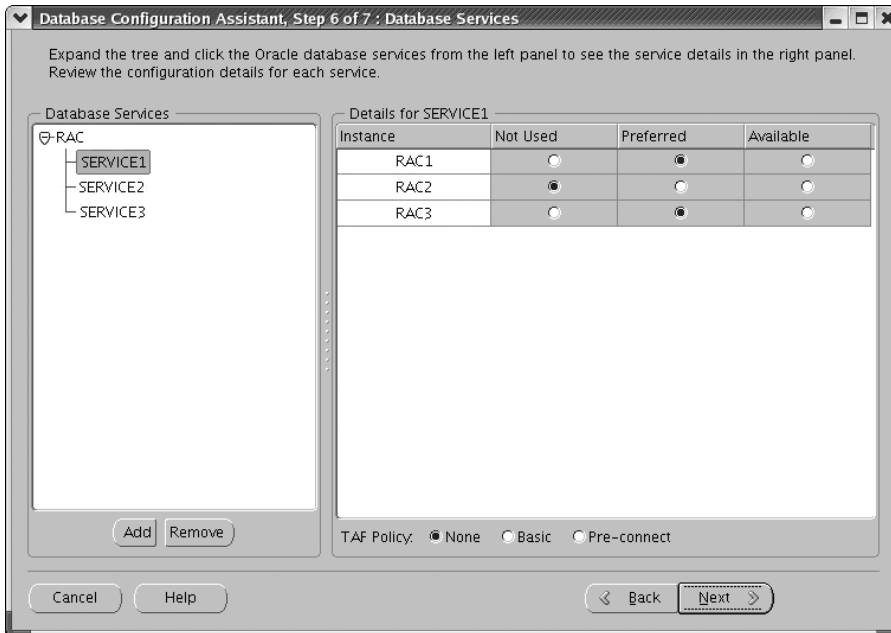 Database Configuration Assistant, Step 6 of 7 : Database Services
Expand the tree and click the Oracle database services from the left panel to see the service details in the right panel.
Review the configuration details for each service.
Database Services
RAC
SERVICE1
SERVICE2
SERVICE3
Add Remove
Details for SERVICE1
Instance Not Used Preferred Available
RAC1
RAC2
RAC3
TAF Policy: None Basic Pre-connect
Cancel Help Back Next